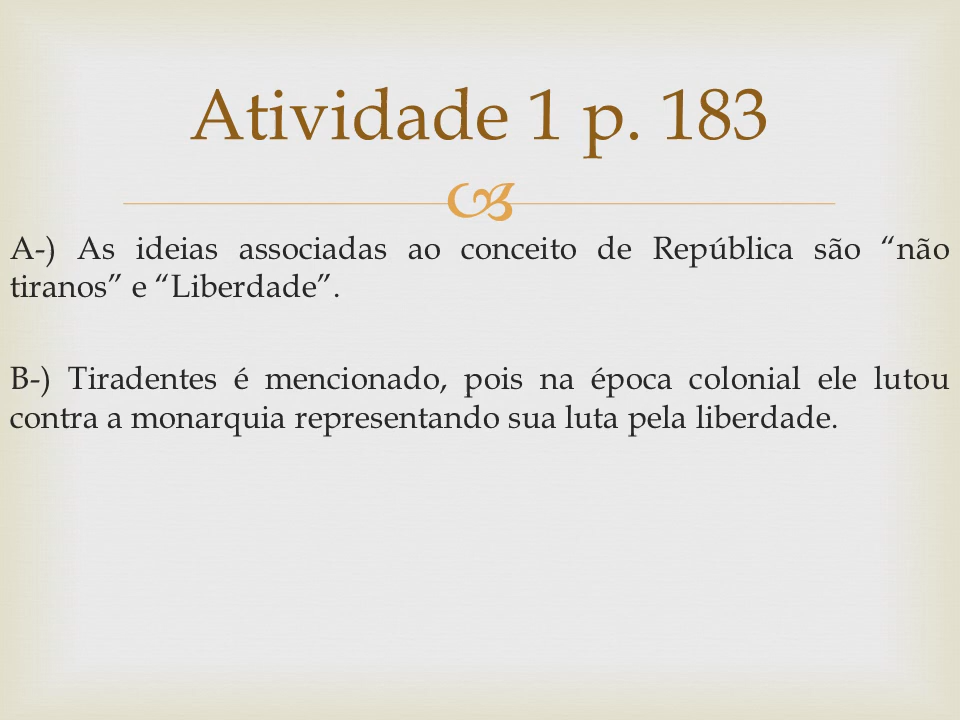 Atividade 1 p. 183
A-) As ideias associadas ao conceito de República são “não
tiranos” e “Liberdade”.
B-) Tiradentes é mencionado, pois na época colonial ele lutou
contra a monarquia representando sua luta pela liberdade.